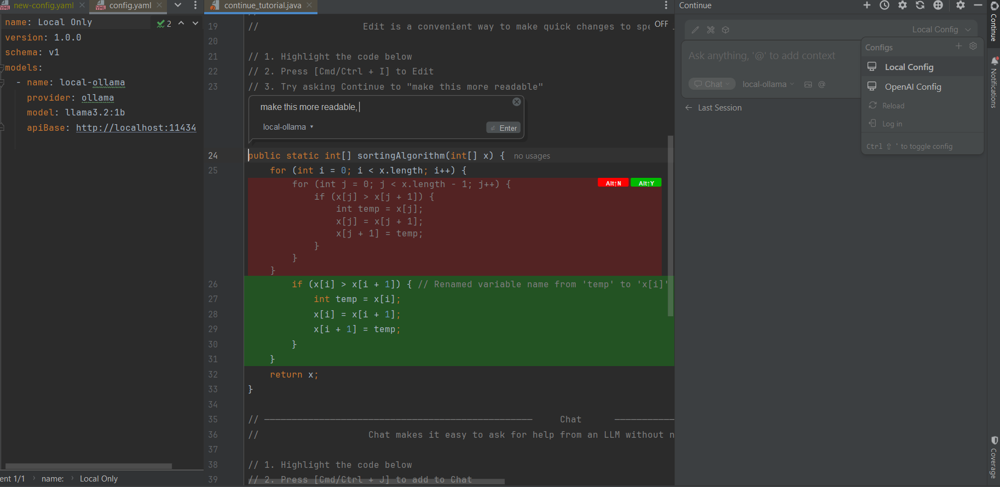 new-config.yaml
config.yaml
name: Local Only
2
version: 1.0.0
schema: v1
models:
- name: local-ollama
provider: ollama
model: llama3.2:1b
apiBase: http://localhost:11434
ent 1/1 › name: › Local Only
continue_tutorial.java
OFF
19 // Edit is a convenient way to make quick changes to spe
20
21 // 1. Highlight the code below
22 // 2. Press [Cmd/Ctrl + I] to Edit
23 // 3. Try asking Continue to "make this more readable"
make this more readable,
local-ollama
Enter
24 public static int[] sortingAlgorithm(int[] x) { no usages
25 for (int i = 0; i < x.length; i++) {
for (int j = 0; j < x.length - 1; j++) {
Alt↑N Alt↑Y
if (x[j] > x[j + 1]) {
int temp = x[j];
x[j] = x[j + 1];
x[j + 1] = temp;
}
}
}
26 if (x[i] > x[i + 1]) { // Renamed variable name from 'temp' to 'x[i]'
27 int temp = x[i];
28 x[i] = x[i + 1];
29 x[i + 1] = temp;
30 }
31 }
32 return x;
33 }
34
35 // ──────────────── Chat ────────
36 // Chat makes it easy to ask for help from an LLM without n
37
38 // 1. Highlight the code below
39 // 2. Press [Cmd/Ctrl + J] to add to Chat
Continue
Local Config
Ask anything, '@' to add context
Chat
local-ollama
Last Session
Configs
Local Config
OpenAI Config
Reload
Log in
Ctrl ⇧ ' to toggle config
Continue
Notifications
Coverage